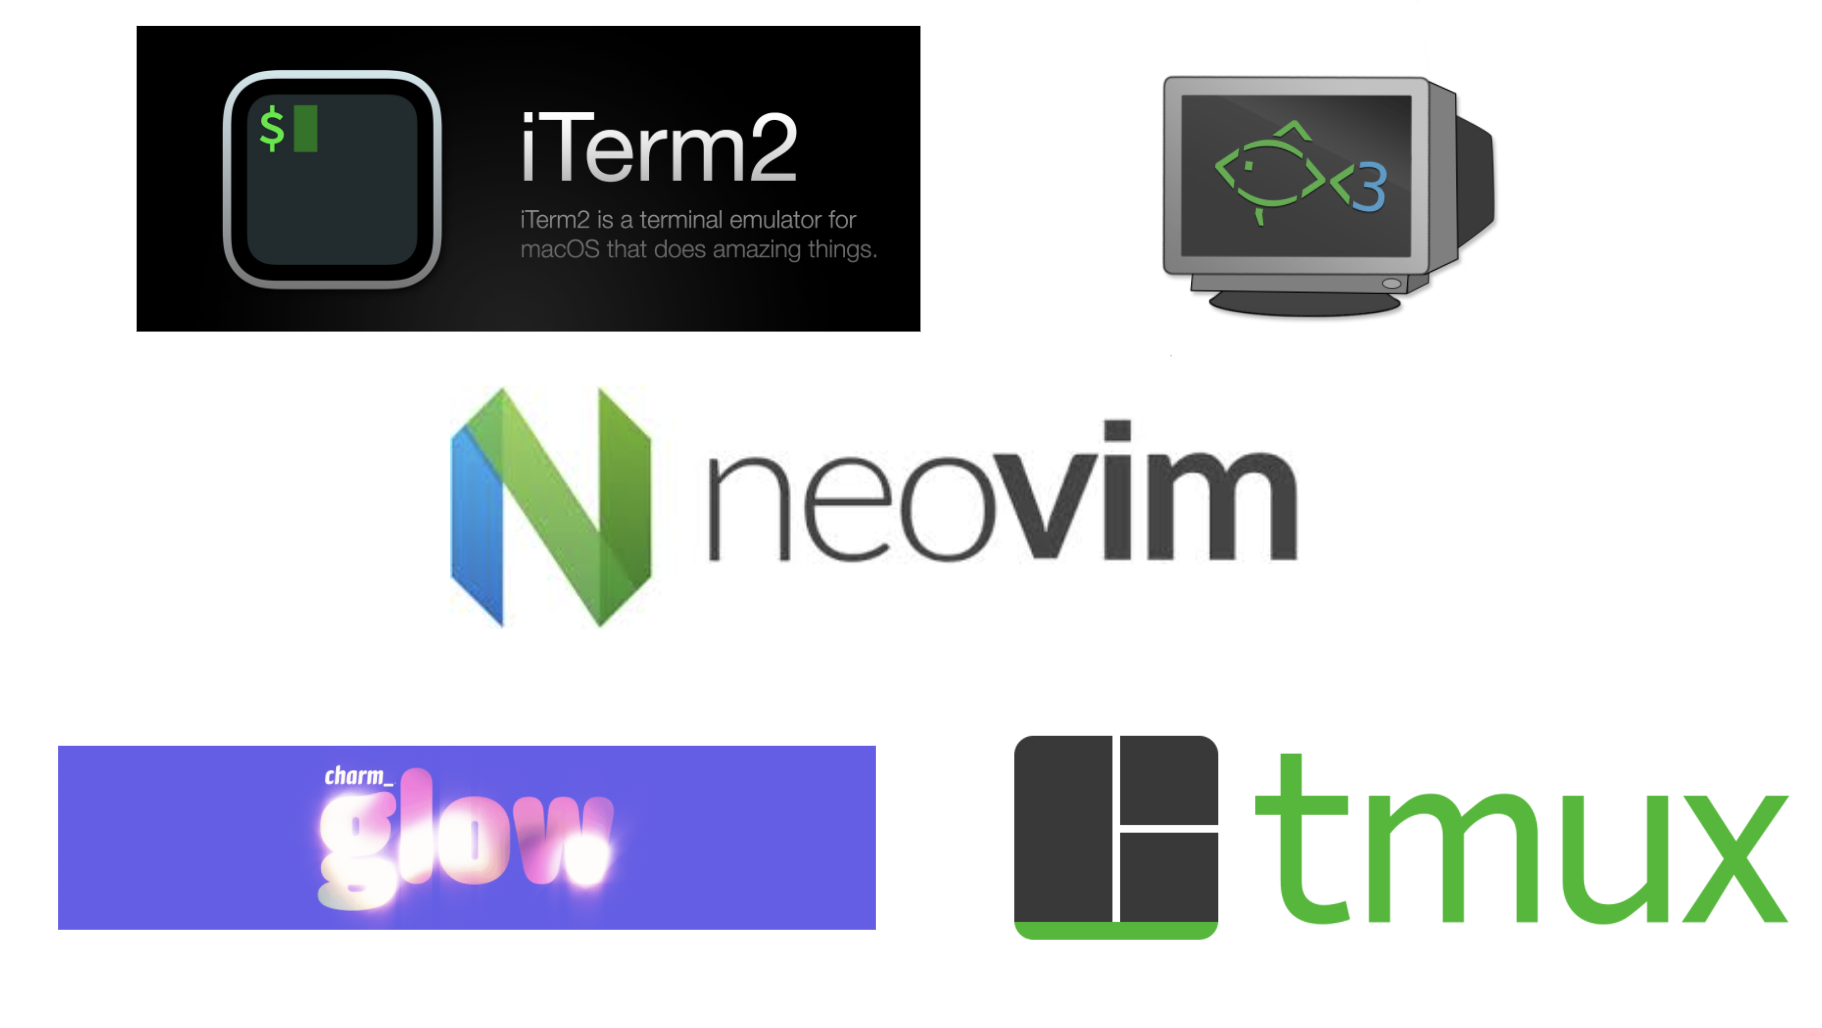 $
iTerm2
iTerm2 is a terminal emulator for
macOS that does amazing things.
3
neovim
charm_
glow
tmux